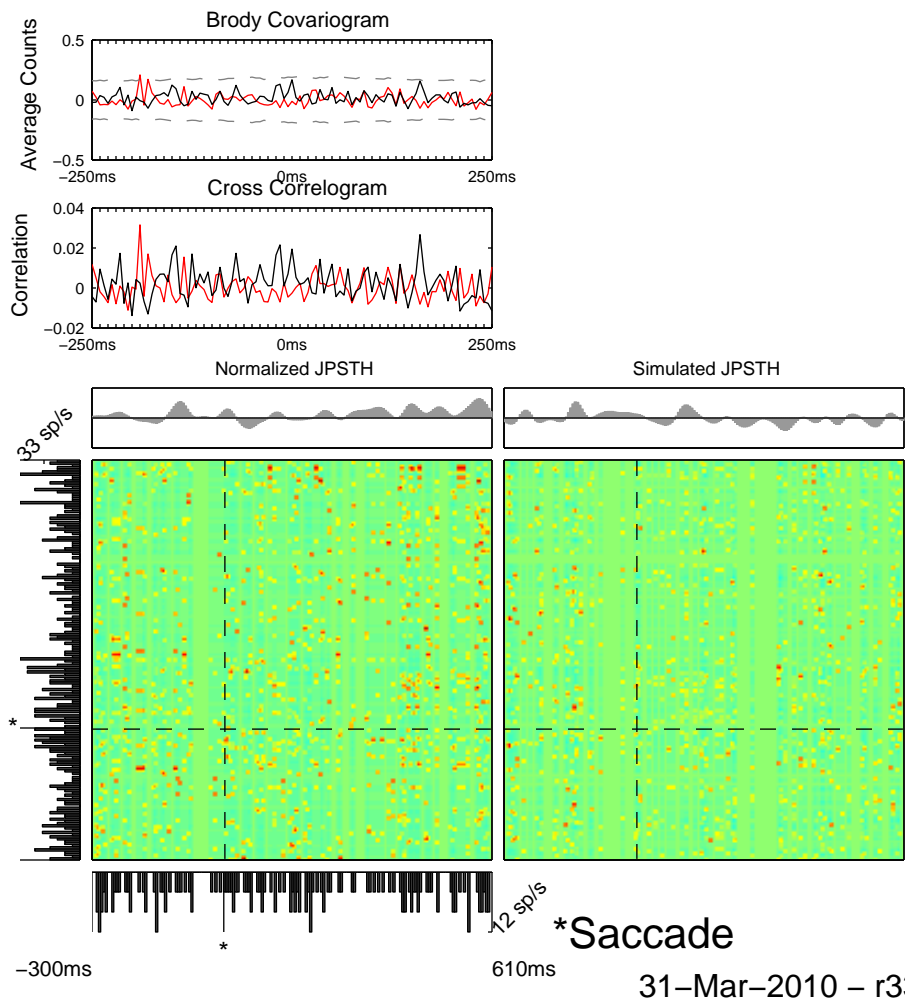 Brody Covariogram
0.5
0
−0.5
Average Counts
−250ms
0ms
250ms
Cross Correlogram
0.04
0.02
0
−0.02
Correlation
−250ms
0ms
250ms
Normalized JPSTH
Simulated JPSTH
33 sp/s
*
12 sp/s
*
*Saccade
−300ms
610ms
31−Mar−2010 − r33